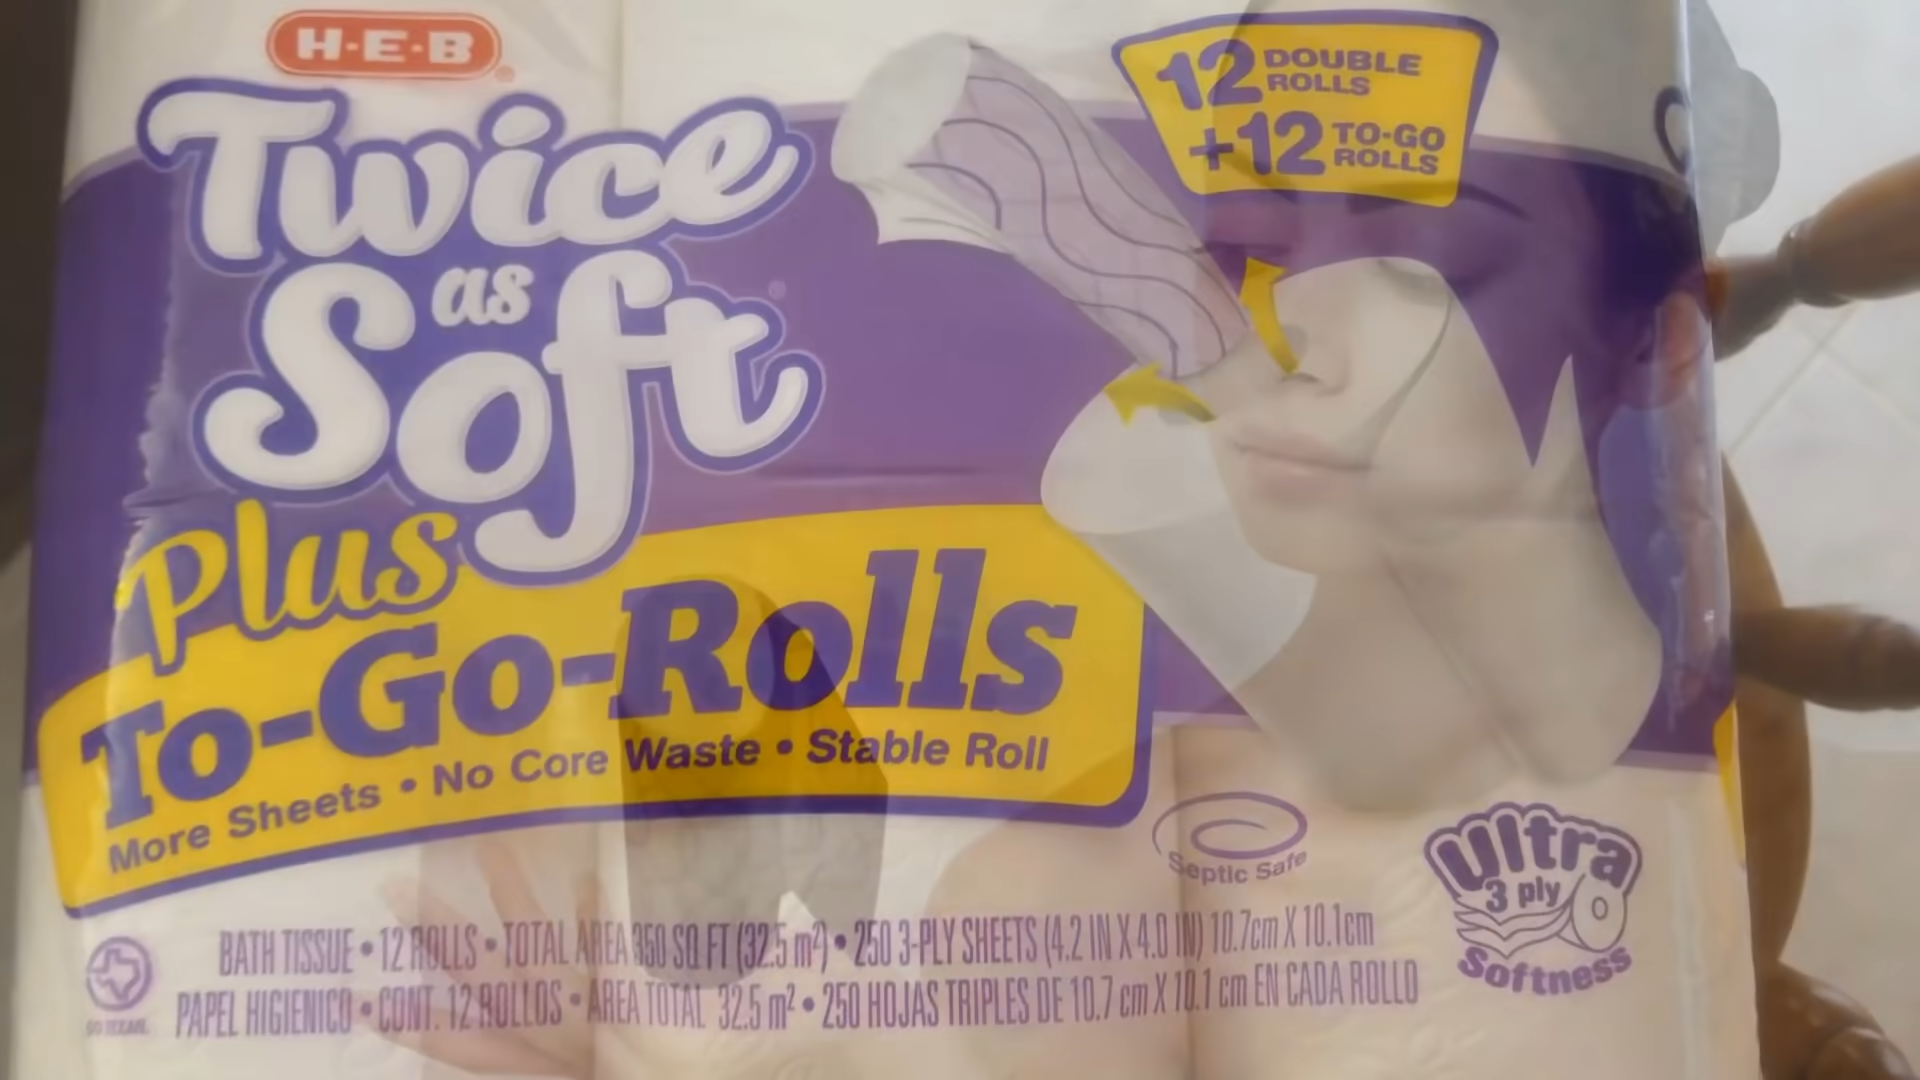 H-E-B
Twice
as
Soft
Plus
To-Go-Rolls
More Sheets • No Core Waste • Stable Roll
12 DOUBLE
ROLLS
+12 TO-GO
ROLLS
Septic Safe
Ultra
3 ply
Softness
BATH TISSUE • 12 ROLLS • TOTAL AREA 350 SQ FT (32.5 m²) • 250 3-PLY SHEETS (4.2 IN X 4.0 IN) 10.7cm X 10.1cm
PAPEL HIGIENICO • CONT. 12 ROLLOS • AREA TOTAL 32.5 m² • 250 HOJAS TRIPLES DE 10.7 cm X 10.1 cm EN CADA ROLLO